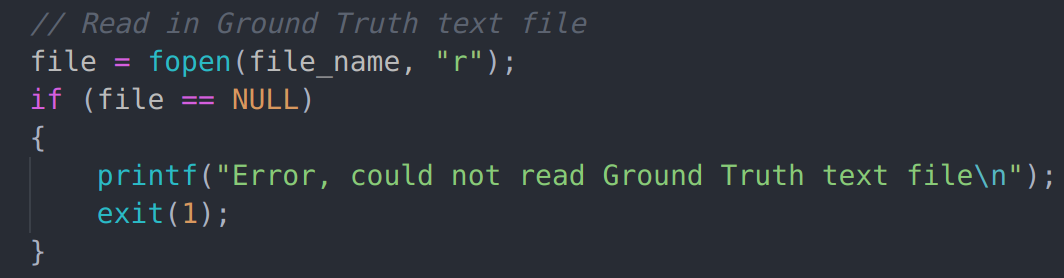 // Read in Ground Truth text file
file = fopen(file_name, "r");
if (file == NULL)
{
    printf("Error, could not read Ground Truth text file\n");
    exit(1);
}